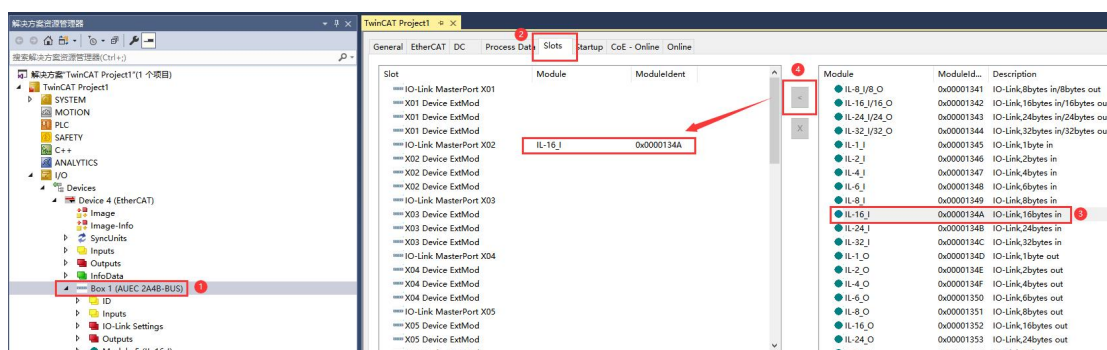 解决方案资源管理器
搜索解决方案资源管理器(Ctrl+;)
解决方案"TwinCAT Project1"(1 个项目)
TwinCAT Project1
SYSTEM
MOTION
PLC
SAFETY
C++
ANALYTICS
I/O
Devices
Device 4 (EtherCAT)
Image
Image-Info
SyncUnits
Inputs
Outputs
InfoData
Box 1 (AUEC 2A4B-BUS) 1
ID
Inputs
IO-Link Settings
Outputs
TwinCAT Project1
2
General EtherCAT DC Process Data Slots Startup CoE - Online Online
Slot Module ModuleIdent
IO-Link MasterPort X01
X01 Device ExtMod
X01 Device ExtMod
X01 Device ExtMod
IO-Link MasterPort X02 IL-16_I 0x0000134A
X02 Device ExtMod
X02 Device ExtMod
X02 Device ExtMod
IO-Link MasterPort X03
X03 Device ExtMod
X03 Device ExtMod
X03 Device ExtMod
IO-Link MasterPort X04
X04 Device ExtMod
X04 Device ExtMod
X04 Device ExtMod
IO-Link MasterPort X05
X05 Device ExtMod
X05 Device ExtMod
4
<
X
Module ModuleId... Description
IL-8_I/8_O 0x00001341 IO-Link,8bytes in/8bytes out
IL-16_I/16_O 0x00001342 IO-Link,16bytes in/16bytes ou
IL-24_I/24_O 0x00001343 IO-Link,24bytes in/24bytes ou
IL-32_I/32_O 0x00001344 IO-Link,32bytes in/32bytes ou
IL-1_I 0x00001345 IO-Link,1byte in
IL-2_I 0x00001346 IO-Link,2bytes in
IL-4_I 0x00001347 IO-Link,4bytes in
IL-6_I 0x00001348 IO-Link,6bytes in
IL-8_I 0x00001349 IO-Link,8bytes in
IL-16_I 0x0000134A IO-Link,16bytes in 3
IL-24_I 0x0000134B IO-Link,24bytes in
IL-32_I 0x0000134C IO-Link,32bytes in
IL-1_O 0x0000134D IO-Link,1byte out
IL-2_O 0x0000134E IO-Link,2bytes out
IL-4_O 0x0000134F IO-Link,4bytes out
IL-6_O 0x00001350 IO-Link,6bytes out
IL-8_O 0x00001351 IO-Link,8bytes out
IL-16_O 0x00001352 IO-Link,16bytes out
IL-24_O 0x00001353 IO-Link,24bytes out